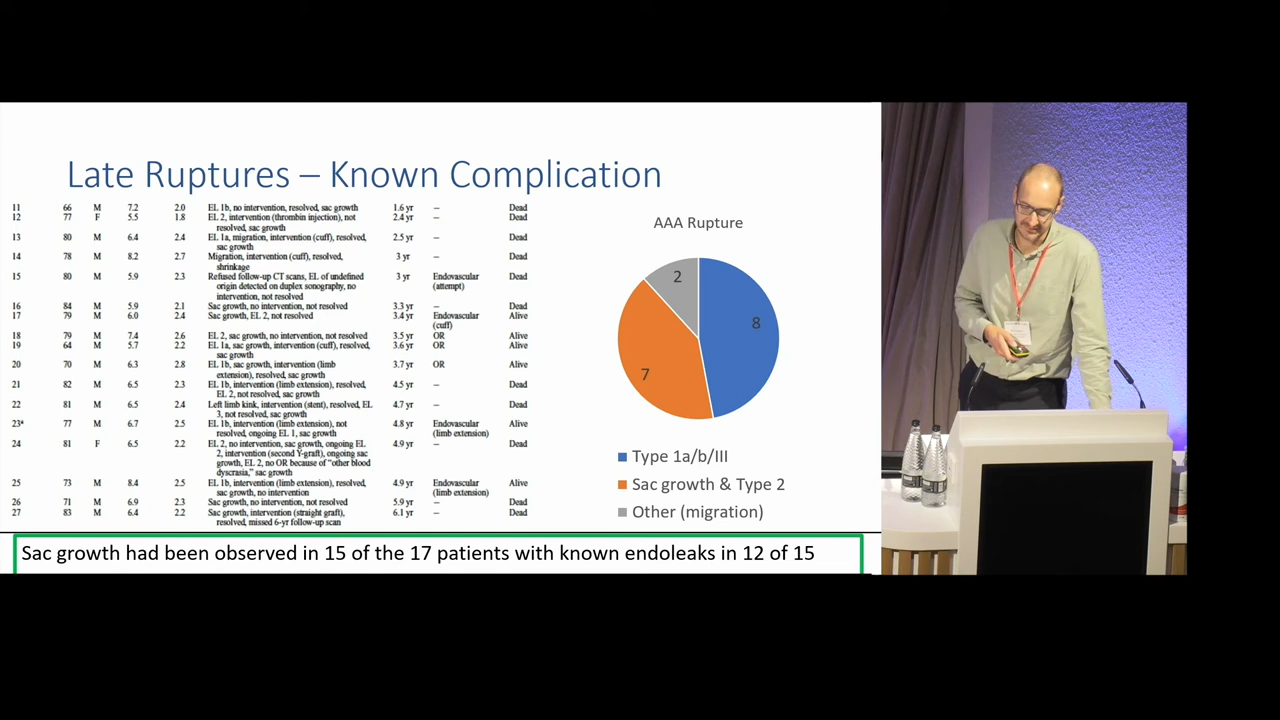 Late Ruptures – Known Complication
11 66 M 7.2 2.0 EL 1b, no intervention, resolved, sac growth 1.6 yr – Dead
12 77 F 5.5 1.8 EL 2, intervention (thrombin injection), not 2.4 yr – Dead
resolved, sac growth
13 80 M 6.4 2.4 EL 1a, migration, intervention (cuff), resolved, 2.5 yr – Dead
sac growth
14 78 M 8.2 2.7 Migration, intervention (cuff), resolved, 3 yr – Dead
shrinkage
15 80 M 5.9 2.3 Refused follow-up CT scans, EL of undefined 3 yr Endovascular Dead
origin detected on duplex sonography, no (attempt)
intervention, not resolved
16 84 M 5.9 2.1 Sac growth, no intervention, not resolved 3.3 yr – Dead
17 79 M 6.0 2.4 Sac growth, EL 2, not resolved 3.4 yr Endovascular Alive
(cuff)
18 79 M 7.4 2.6 EL 2, sac growth, no intervention, not resolved 3.5 yr OR Alive
19 64 M 5.7 2.2 EL 1a, sac growth, intervention (cuff), resolved, 3.6 yr OR Alive
sac growth
20 70 M 6.3 2.8 EL 1b, sac growth, intervention (limb 3.7 yr OR Alive
extension), resolved, sac growth
21 82 M 6.5 2.3 EL 1b, intervention (limb extension), resolved, 4.5 yr – Dead
EL 2, not resolved, sac growth
22 81 M 6.5 2.4 Left limb kink, intervention (stent), resolved, EL 4.7 yr – Dead
3, not resolved, sac growth
23* 77 M 6.7 2.5 EL 1b, intervention (limb extension), not 4.8 yr Endovascular Alive
resolved, ongoing EL 1, sac growth (limb extension)
24 81 F 6.5 2.2 EL 2, no intervention, sac growth, ongoing EL 4.9 yr – Dead
2, intervention (second Y-graft), ongoing sac
growth, EL 2, no OR because of “other blood
dyscrasia,” sac growth
25 73 M 8.4 2.5 EL 1b, intervention (limb extension), resolved, 4.9 yr Endovascular Alive
sac growth, no intervention (limb extension)
26 71 M 6.9 2.3 Sac growth, no intervention, not resolved 5.9 yr – Dead
27 83 M 6.4 2.2 Sac growth, intervention (straight graft), 6.1 yr – Dead
resolved, missed 6-yr follow-up scan
AAA Rupture
2
8
7
Type 1a/b/III
Sac growth & Type 2
Other (migration)
Sac growth had been observed in 15 of the 17 patients with known endoleaks in 12 of 15